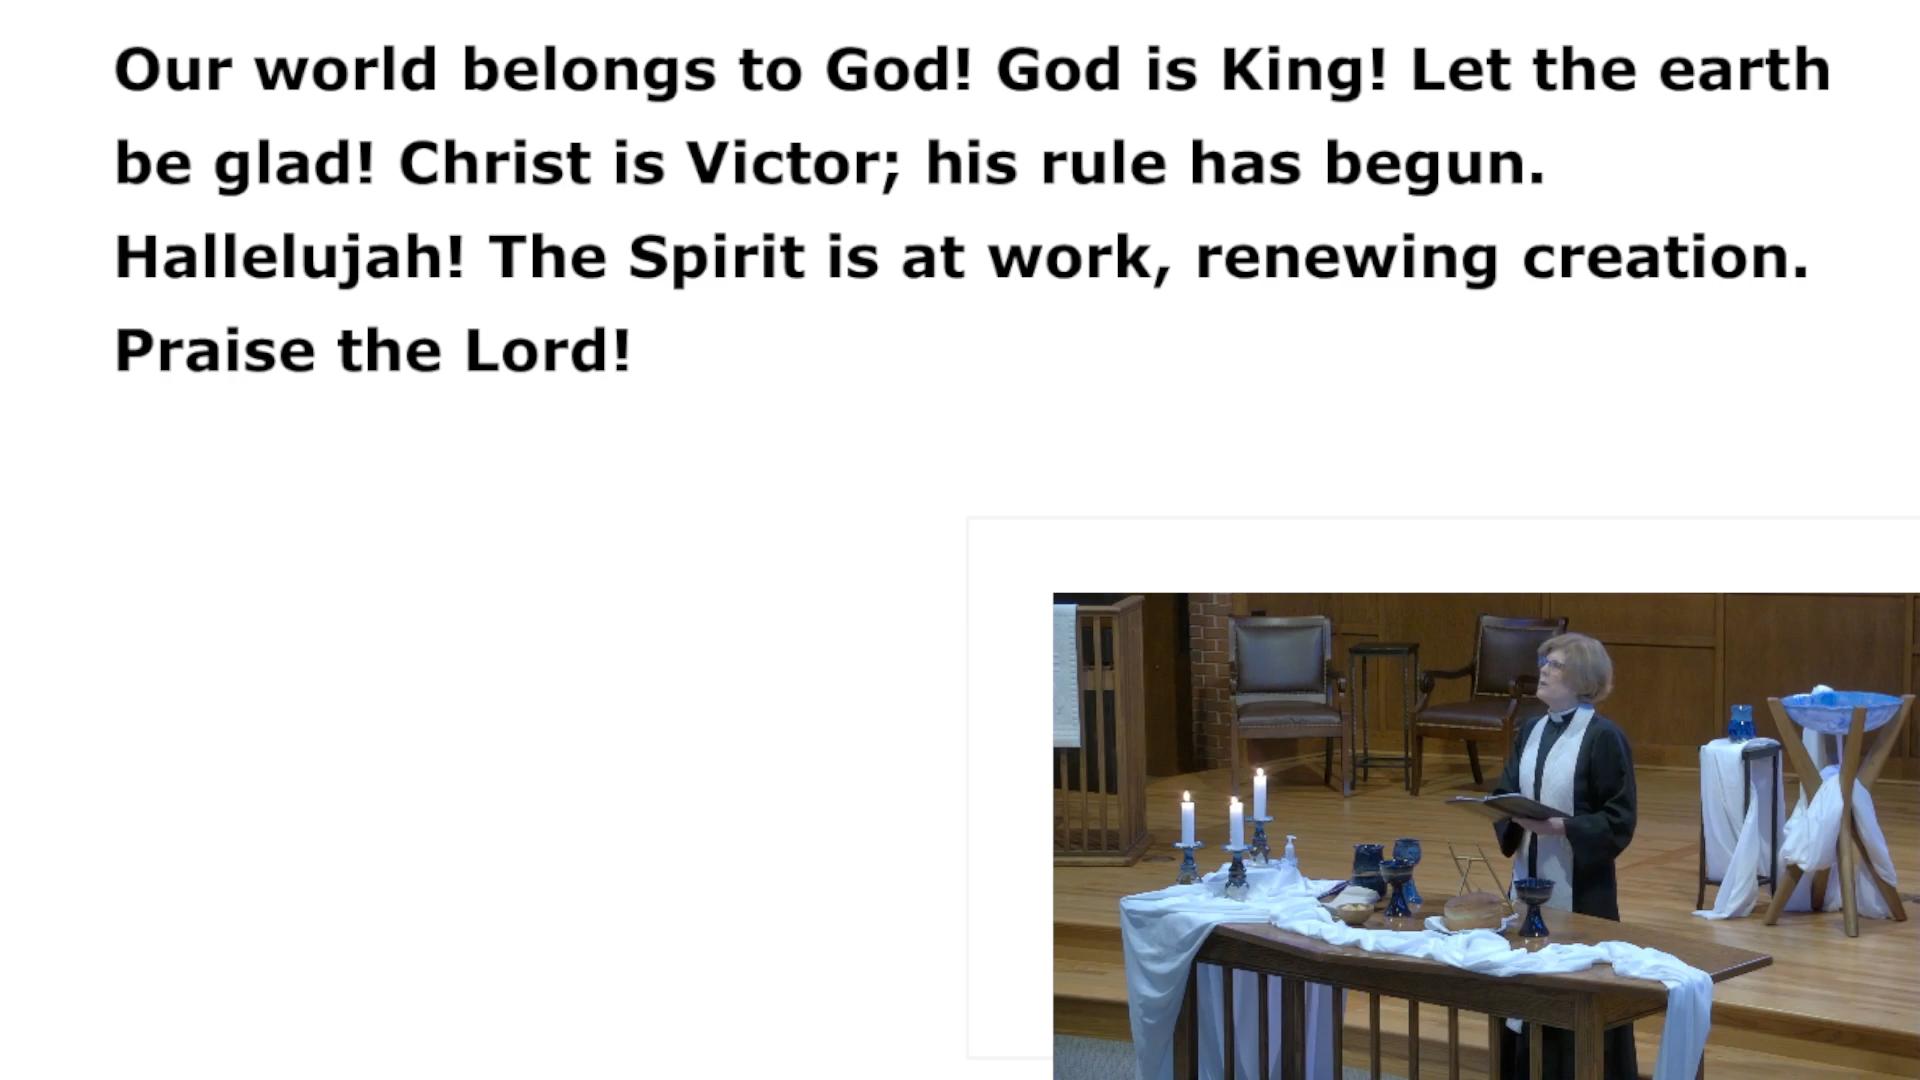 Our world belongs to God! God is King! Let the earth
be glad! Christ is Victor; his rule has begun.
Hallelujah! The Spirit is at work, renewing creation.
Praise the Lord!